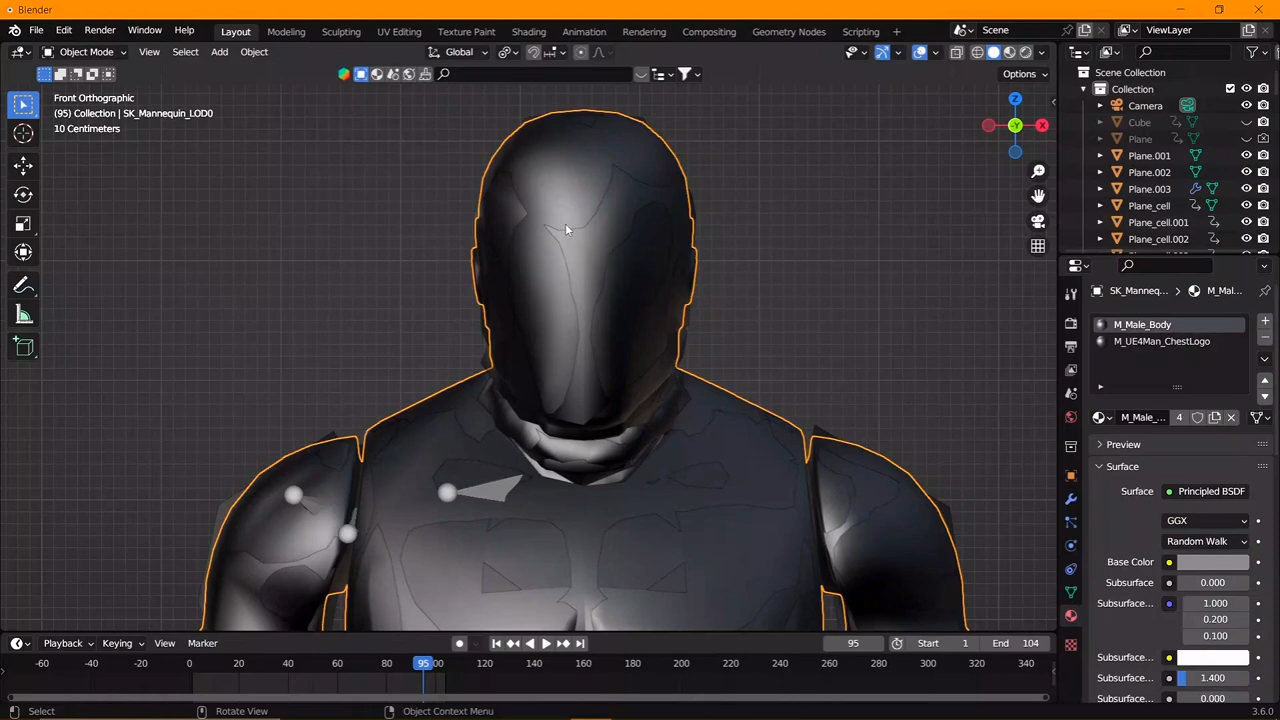 Blender
File Edit Render Window Help Layout Modeling Sculpting UV Editing Texture Paint Shading Animation Rendering Compositing Geometry Nodes Scripting + Scene ViewLayer
Object Mode View Select Add Object Global
Options
Front Orthographic
(95) Collection | SK_Mannequin_LOD0
10 Centimeters
Z
-Y
X
Scene Collection
Collection
Camera
Cube
Plane
Plane.001
Plane.002
Plane.003
Plane_cell
Plane_cell.001
Plane_cell.002
SK_Manneq... > M_Mal...
M_Male_Body
M_UE4Man_ChestLogo
M_Male_... 4
Preview
Surface
Surface Principled BSDF
GGX
Random Walk
Base Color
Subsurface 0.000
Subsurface... 1.000
0.200
0.100
Subsurface...
Subsurface... 1.400
Subsurface... 0.000
Playback Keying View Marker 95 Start 1 End 104
-60 -40 -20 0 20 40 60 80 95 120 140 160 180 200 220 240 260 280 300 320 340
Select Rotate View Object Context Menu 3.6.0